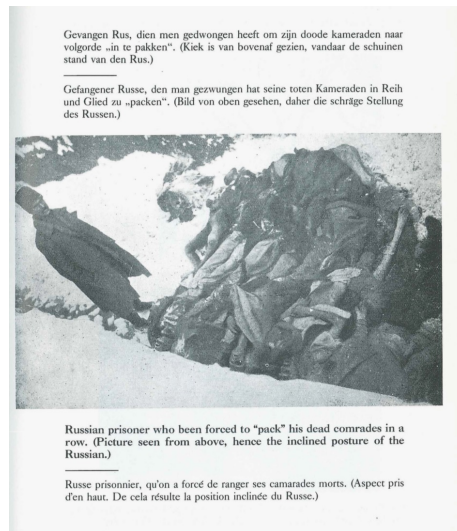 Gevangen Rus, dien men gedwongen heeft om zijn doode kameraden naar
volgorde „in te pakken“. (Kiek is van bovenaf gezien, vandaar de schuinen
stand van den Rus.)
Gefangener Russe, den man gezwungen hat seine toten Kameraden in Reih
und Glied zu „packen“. (Bild von oben gesehen, daher die schräge Stellung
des Russen.)
Russian prisoner who been forced to “pack” his dead comrades in a
row. (Picture seen from above, hence the inclined posture of the
Russian.)
Russe prisonnier, qu'on a forcé de ranger ses camarades morts. (Aspect pris
d'en haut. De cela résulte la position inclinée du Russe.)